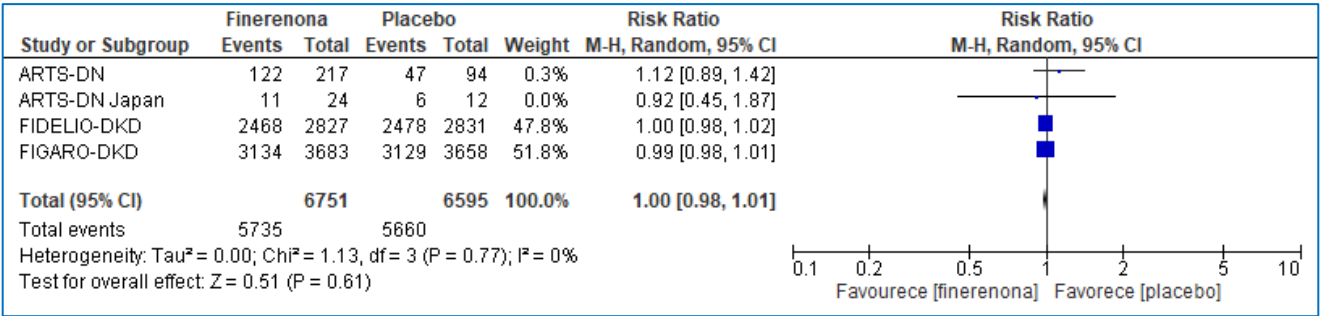 Finerenona Placebo Risk Ratio Risk Ratio
Study or Subgroup Events Total Events Total Weight M-H, Random, 95% CI M-H, Random, 95% CI
ARTS-DN 122 217 47 94 0.3% 1.12 [0.89, 1.42]
ARTS-DN Japan 11 24 6 12 0.0% 0.92 [0.45, 1.87]
FIDELIO-DKD 2468 2827 2478 2831 47.8% 1.00 [0.98, 1.02]
FIGARO-DKD 3134 3683 3129 3658 51.8% 0.99 [0.98, 1.01]
Total (95% CI) 6751 6595 100.0% 1.00 [0.98, 1.01]
Total events 5735 5660
Heterogeneity: Tau² = 0.00; Chi² = 1.13, df = 3 (P = 0.77); I² = 0%
Test for overall effect: Z = 0.51 (P = 0.61)
0.1 0.2 0.5 1 2 5 10
Favourece [finerenona] Favorece [placebo]